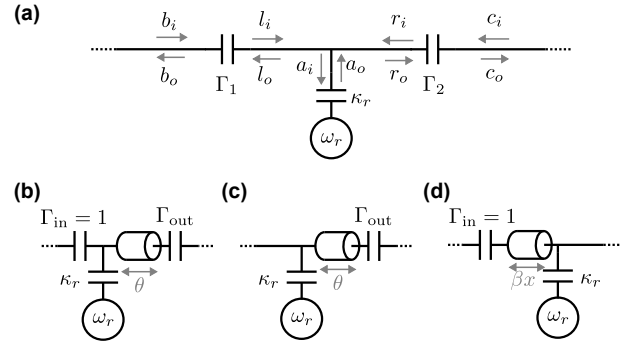 (a)
b_i l_i r_i c_i
b_o Γ_1 l_o a_i a_o r_o Γ_2 c_o
κ_r
ω_r
(b) (c) (d)
Γ_in = 1 Γ_out Γ_out Γ_in = 1
κ_r θ κ_r θ βx κ_r
ω_r ω_r ω_r